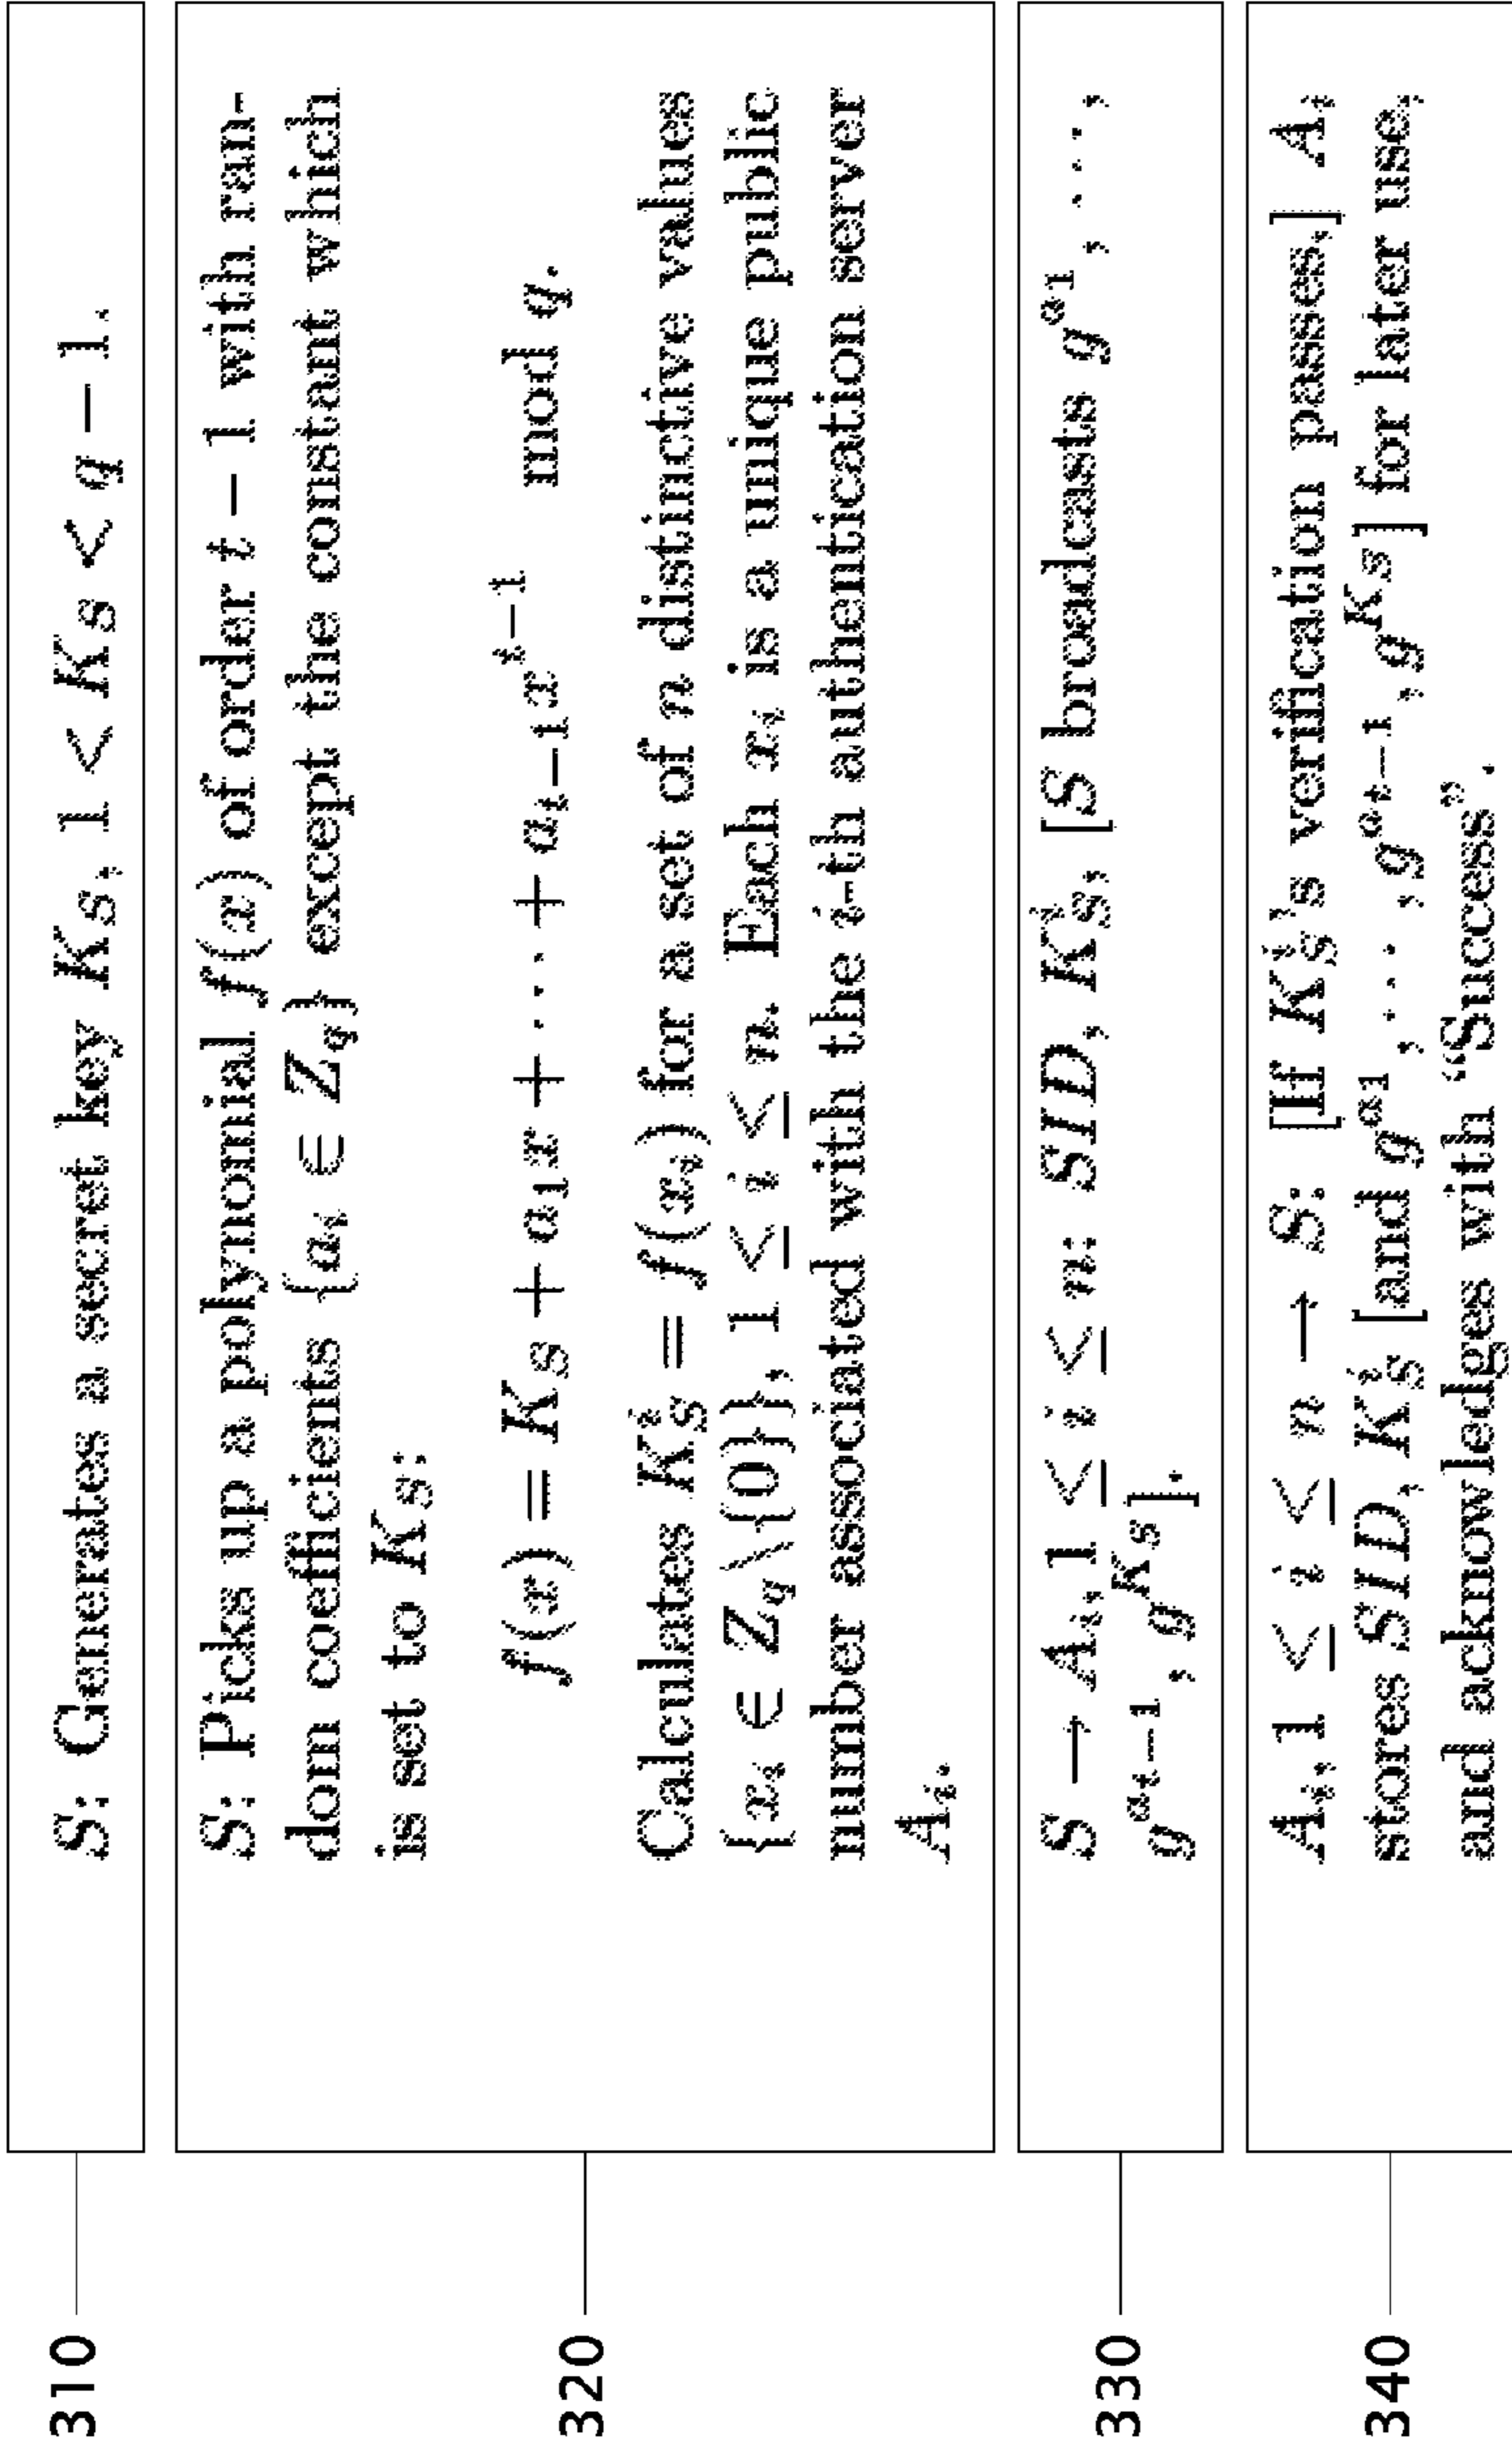 310
S: Generates a secret key K_S, 1 < K_S < q − 1.
320
S: Picks up a polynomial f(x) of order t − 1 with ran-
dom coefficients {a_i ∈ Z_q} except the constant which
is set to K_S:
f(x) = K_S + a_1x + ··· + a_{t−1}x^{t−1} mod q.
Calculates K_S^i = f(x_i) for a set of n distinctive values
{x_i ∈ Z_q\{0}}, 1 ≤ i ≤ n. Each x_i is a unique public
number associated with the i-th authentication server
A_i.
330
S → A_i, 1 ≤ i ≤ n: SID, K_S^i, [S broadcasts g^{a_1}, ···,
g^{a_{t−1}}, g^{K_S}].
340
A_i, 1 ≤ i ≤ n → S: [If K_S^i's verification passes,] A_i
stores SID, K_S^i [and g^{a_1}, ···, g^{a_{t−1}}, g^{K_S}] for later use,
and acknowledges with “Success”.